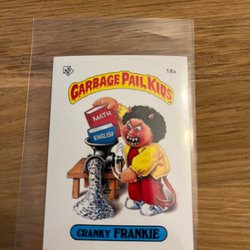 18a
GARBAGE PAIL KIDS
MATH
ENGLISH
CRANKY FRANKIE